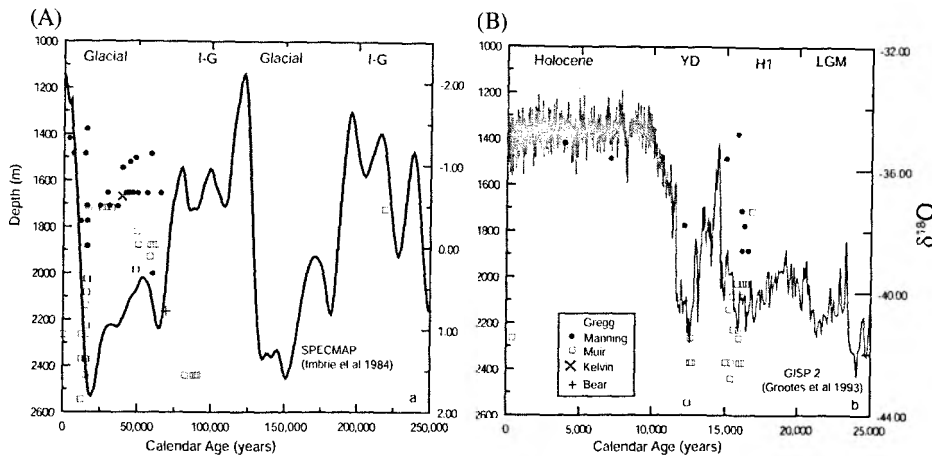 (A)
Glacial I-G Glacial I-G
1000
1200
1400
1600
1800
2000
2200
2400
2600
Depth (m)
-2.00
-1.00
0.00
1.00
2.00
SPECMAP
(Imbrie et al 1984)
a
0 50,000 100,000 150,000 200,000 250,000
Calendar Age (years)
(B)
Holocene YD H1 LGM
1000
1200
1400
1600
1800
2000
2200
2400
2600
-32.00
-36.00
-40.00
-44.00
δ¹⁸O
Gregg
Manning
Muir
Kelvin
Bear
GISP 2
(Grootes et al 1993)
b
0 5,000 10,000 15,000 20,000 25,000
Calendar Age (years)